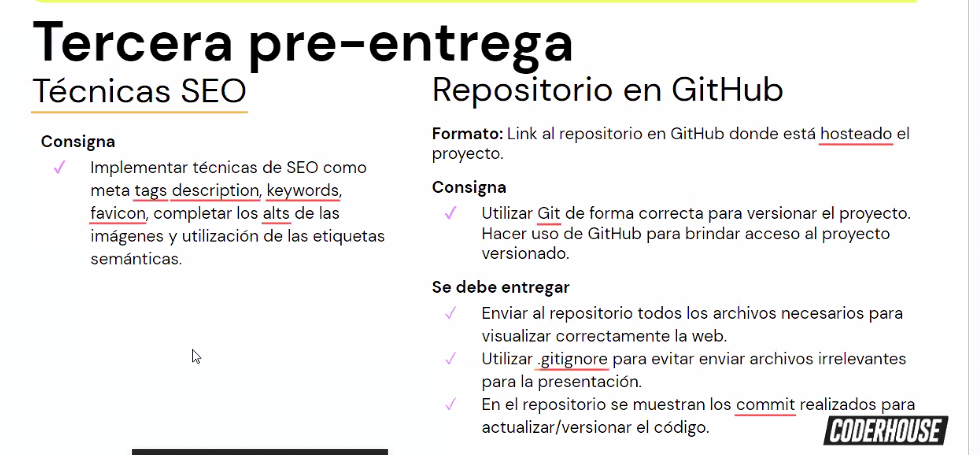 Tercera pre-entrega
Técnicas SEO
Consigna
✓ Implementar técnicas de SEO como
meta tags description, keywords,
favicon, completar los alts de las
imágenes y utilización de las etiquetas
semánticas.
Repositorio en GitHub
Formato: Link al repositorio en GitHub donde está hosteado el
proyecto.
Consigna
✓ Utilizar Git de forma correcta para versionar el proyecto.
Hacer uso de GitHub para brindar acceso al proyecto
versionado.
Se debe entregar
✓ Enviar al repositorio todos los archivos necesarios para
visualizar correctamente la web.
✓ Utilizar .gitignore para evitar enviar archivos irrelevantes
para la presentación.
✓ En el repositorio se muestran los commit realizados para
actualizar/versionar el código.
CODERHOUSE